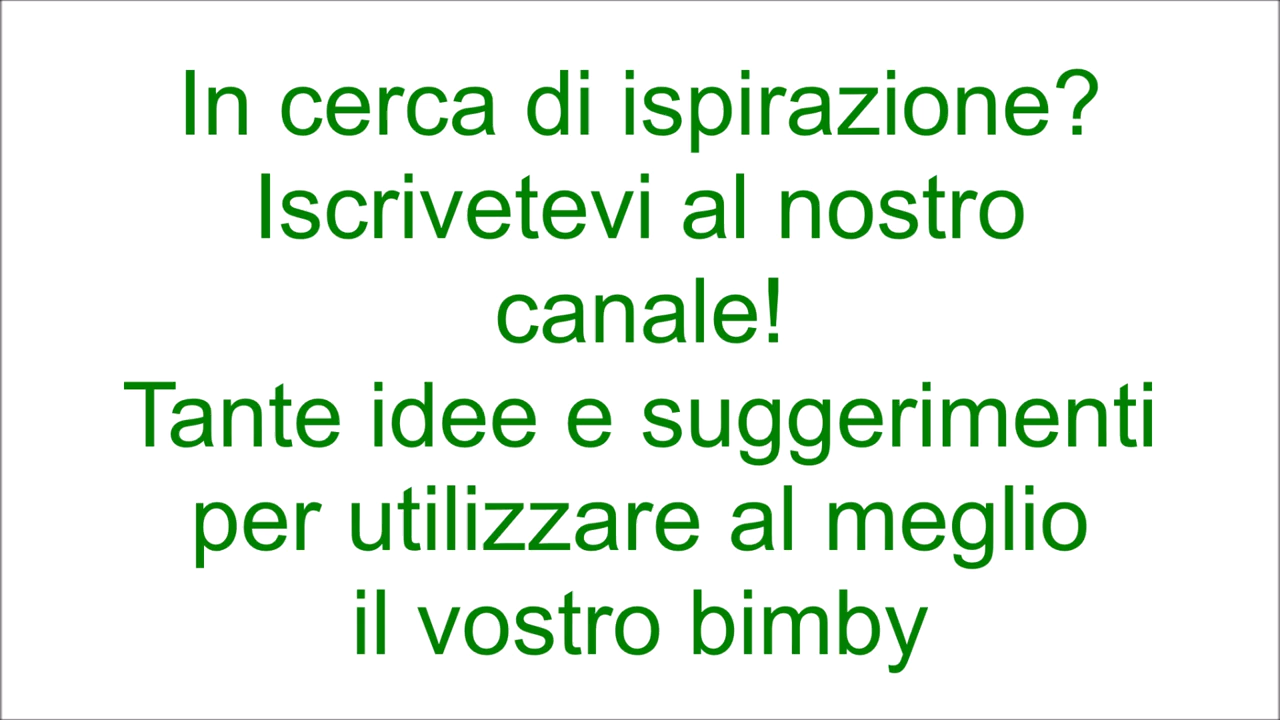 In cerca di ispirazione?
Iscrivetevi al nostro
canale!
Tante idee e suggerimenti
per utilizzare al meglio
il vostro bimby